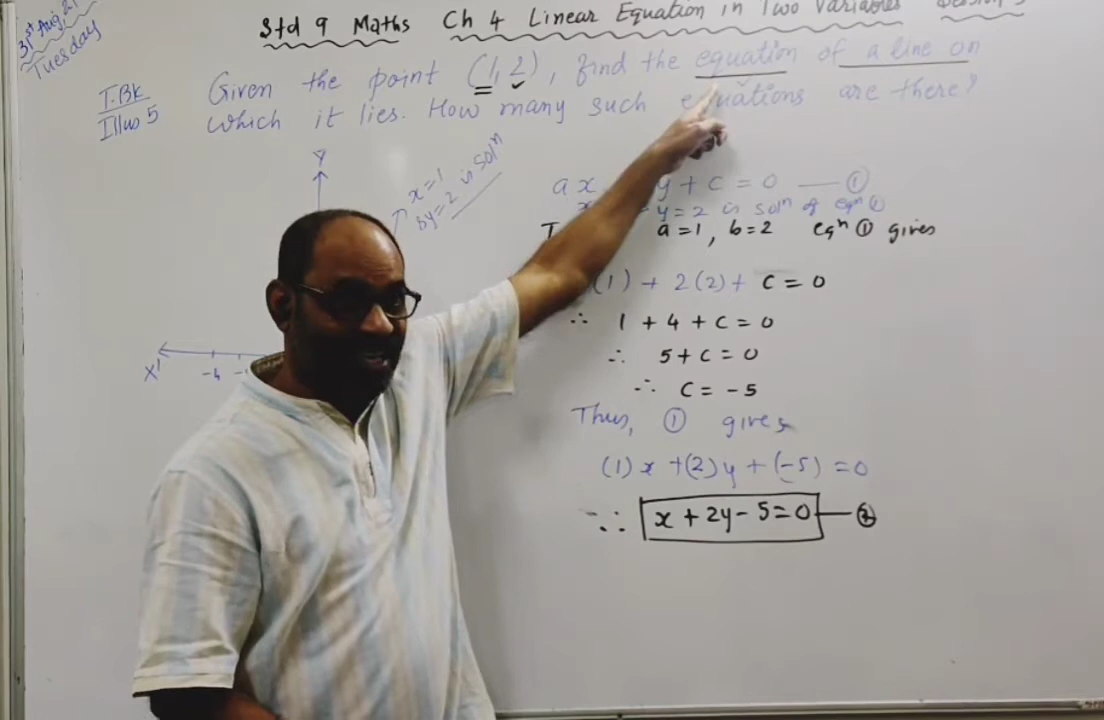 31st Aug, 21
Tuesday
Std 9 Maths Ch 4 Linear Equation in Two Variables
T.Bk
Illus 5
Given the point (1, 2), find the equation of a line on
which it lies. How many such equations are there?
Y
x=1
&y=2 is solⁿ
X'
-4
ax y + c = 0 — ①
y=2 is solⁿ of eqⁿ ①
a=1, b=2 eqⁿ ① gives
(1) + 2(2) + c = 0
∴ 1 + 4 + c = 0
∴ 5 + c = 0
∴ c = -5
Thus, ① gives
(1)x + (2)y + (-5) = 0
∴ x + 2y - 5 = 0 — ②